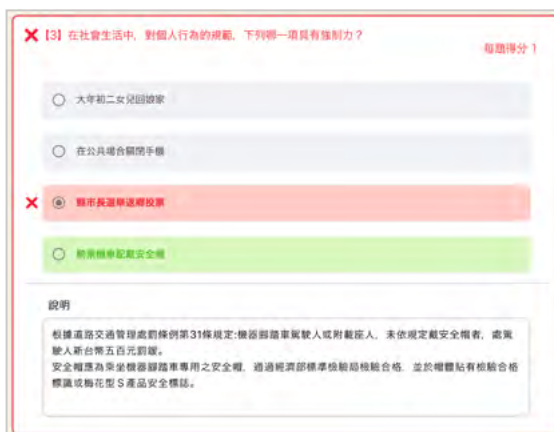 【3】在社會生活中，對個人行為的規範，下列哪一項具有強制力？
每題得分 1
大年初二女兒回娘家
在公共場合關閉手機
縣市長選舉返鄉投票
騎乘機車配戴安全帽
說明
根據道路交通管理處罰條例第31條規定:機器腳踏車駕駛人或附載座人，未依規定戴安全帽者，處駕
駛人新台幣五百元罰鍰。
安全帽應為乘坐機器腳踏車專用之安全帽，通過經濟部標準檢驗局檢驗合格，並於帽體貼有檢驗合格
標識或梅花型Ｓ產品安全標誌。